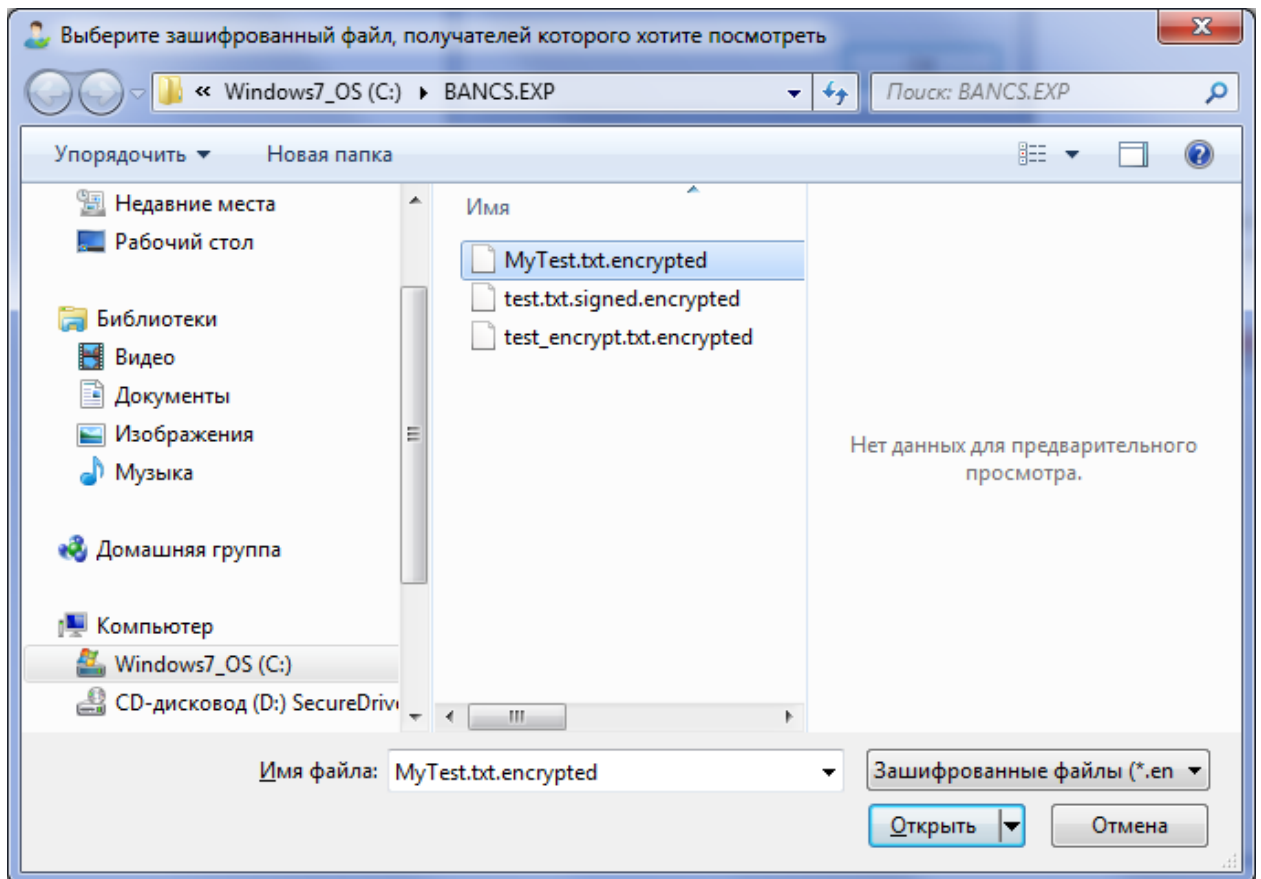 Выберите зашифрованный файл, получателей которого хотите посмотреть
« Windows7_OS (C:) BANCS.EXP
Поиск: BANCS.EXP
Упорядочить Новая папка
Недавние места
Рабочий стол
Библиотеки
Видео
Документы
Изображения
Музыка
Домашняя группа
Компьютер
Windows7_OS (C:)
CD-дисковод (D:) SecureDriv
Имя
MyTest.txt.encrypted
test.txt.signed.encrypted
test_encrypt.txt.encrypted
Нет данных для предварительного
просмотра.
Имя файла: MyTest.txt.encrypted
Зашифрованные файлы (*.en
Открыть Отмена